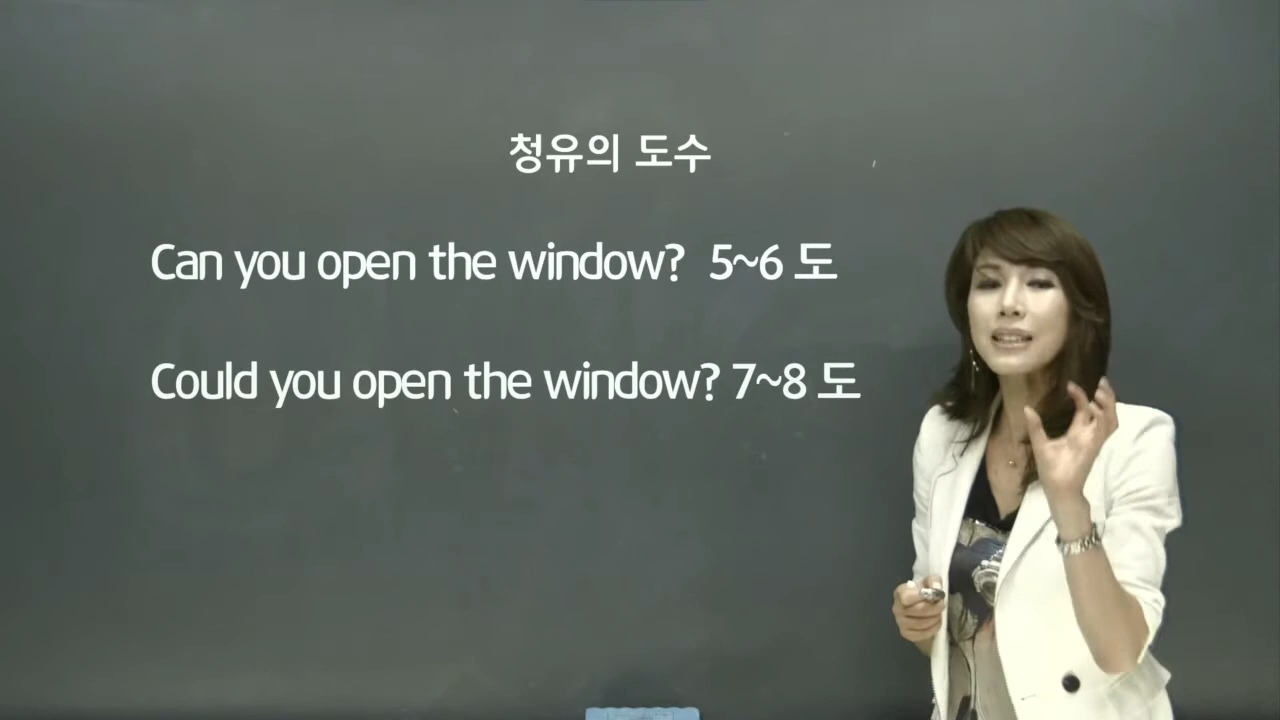 청유의 도수
Can you open the window? 5~6 도
Could you open the window? 7~8 도